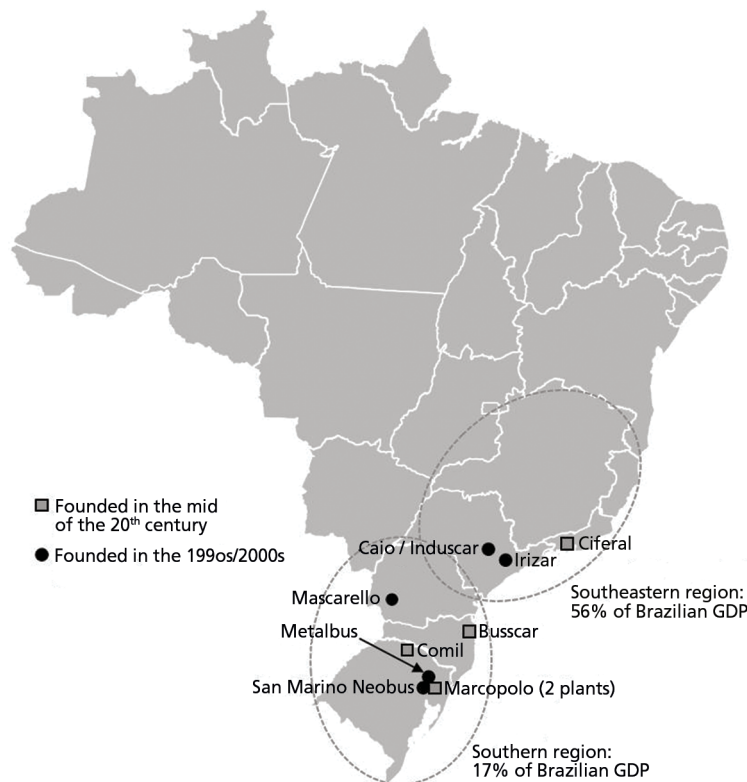 Founded in the mid
of the 20th century
Founded in the 199os/2000s
Caio / Induscar
Ciferal
Irizar
Mascarello
Southeastern region:
56% of Brazilian GDP
Metalbus
Busscar
Comil
San Marino Neobus
Marcopolo (2 plants)
Southern region:
17% of Brazilian GDP